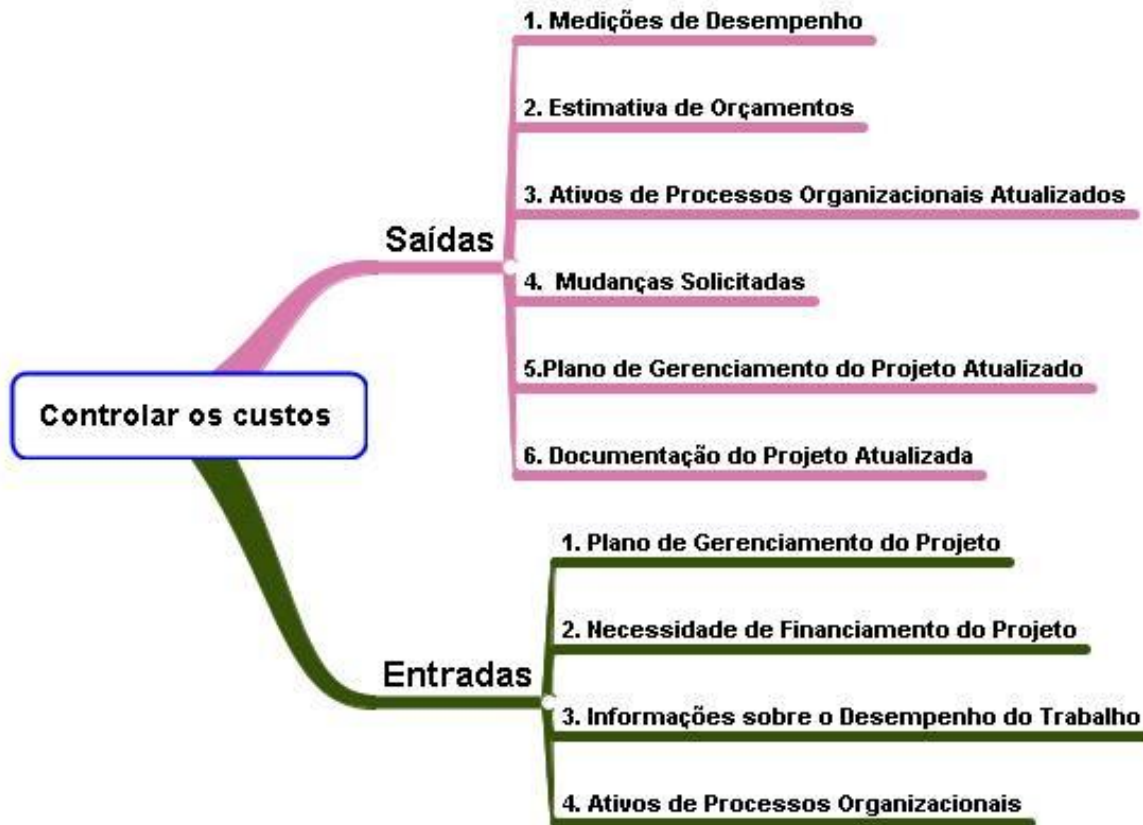 1. Medições de Desempenho
2. Estimativa de Orçamentos
3. Ativos de Processos Organizacionais Atualizados
Saídas
4. Mudanças Solicitadas
5.Plano de Gerenciamento do Projeto Atualizado
Controlar os custos
6. Documentação do Projeto Atualizada
1. Plano de Gerenciamento do Projeto
2. Necessidade de Financiamento do Projeto
Entradas
3. Informações sobre o Desempenho do Trabalho
4. Ativos de Processos Organizacionais